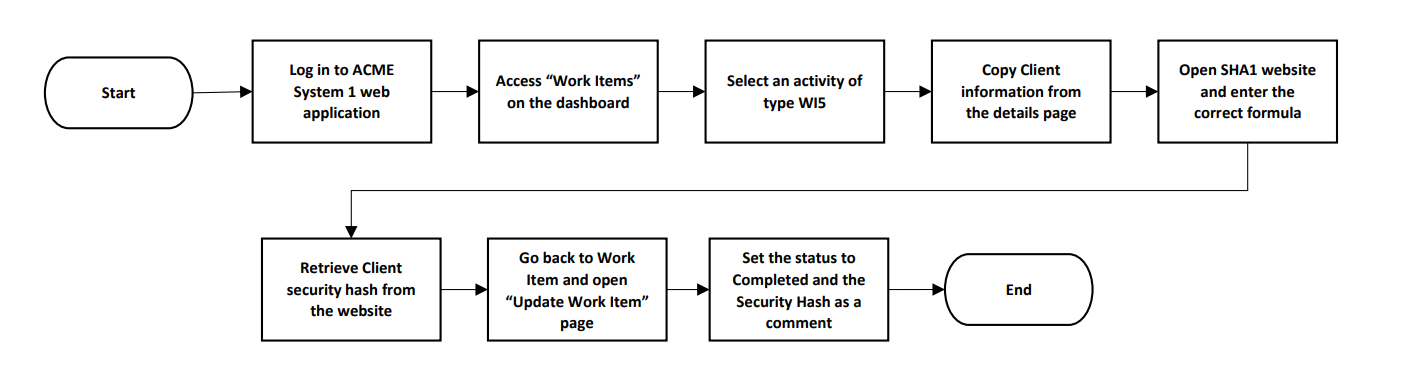 Start
Log in to ACME
System 1 web
application
Access “Work Items”
on the dashboard
Select an activity of
type WI5
Copy Client
information from
the details page
Open SHA1 website
and enter the
correct formula
Retrieve Client
security hash from
the website
Go back to Work
Item and open
“Update Work Item”
page
Set the status to
Completed and the
Security Hash as a
comment
End